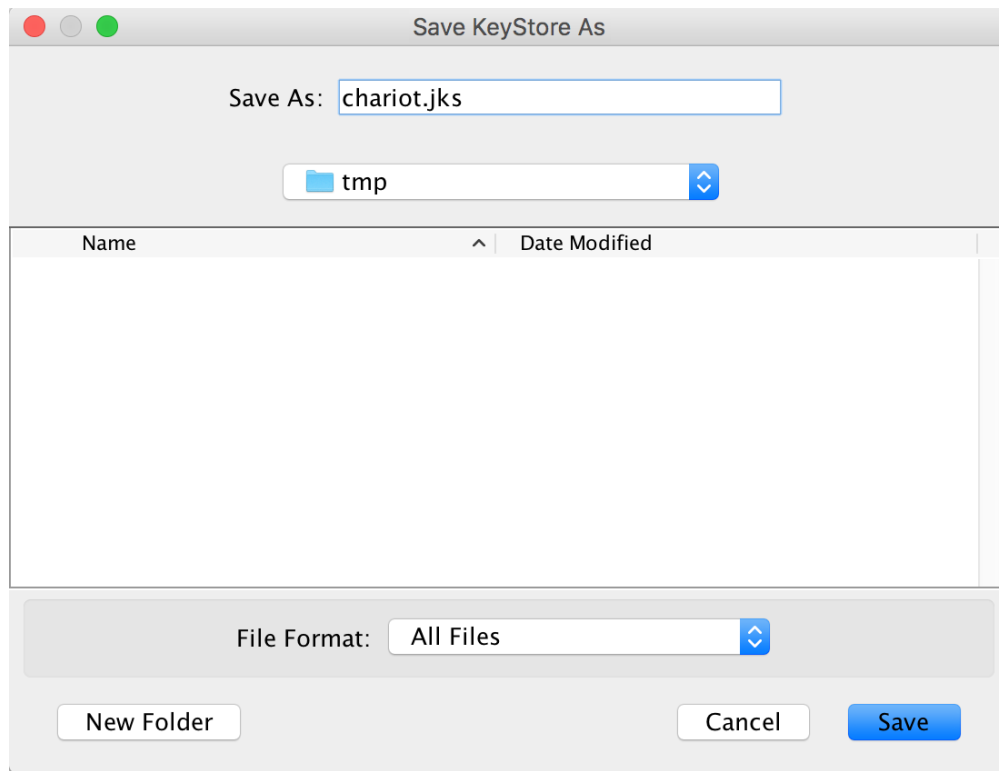 Save KeyStore As
Save As: chariot.jks
tmp
Name Date Modified
File Format: All Files
New Folder Cancel Save